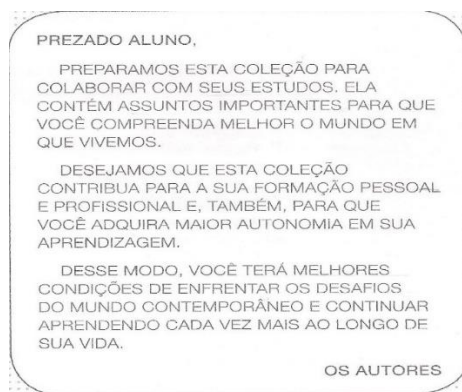 PREZADO ALUNO,
PREPARAMOS ESTA COLEÇÃO PARA
COLABORAR COM SEUS ESTUDOS. ELA
CONTÉM ASSUNTOS IMPORTANTES PARA QUE
VOCÊ COMPREENDA MELHOR O MUNDO EM
QUE VIVEMOS.
DESEJAMOS QUE ESTA COLEÇÃO
CONTRIBUA PARA A SUA FORMAÇÃO PESSOAL
E PROFISSIONAL E, TAMBÉM, PARA QUE
VOCÊ ADQUIRA MAIOR AUTONOMIA EM SUA
APRENDIZAGEM.
DESSE MODO, VOCÊ TERÁ MELHORES
CONDIÇÕES DE ENFRENTAR OS DESAFIOS
DO MUNDO CONTEMPORÂNEO E CONTINUAR
APRENDENDO CADA VEZ MAIS AO LONGO DE
SUA VIDA.
OS AUTORES